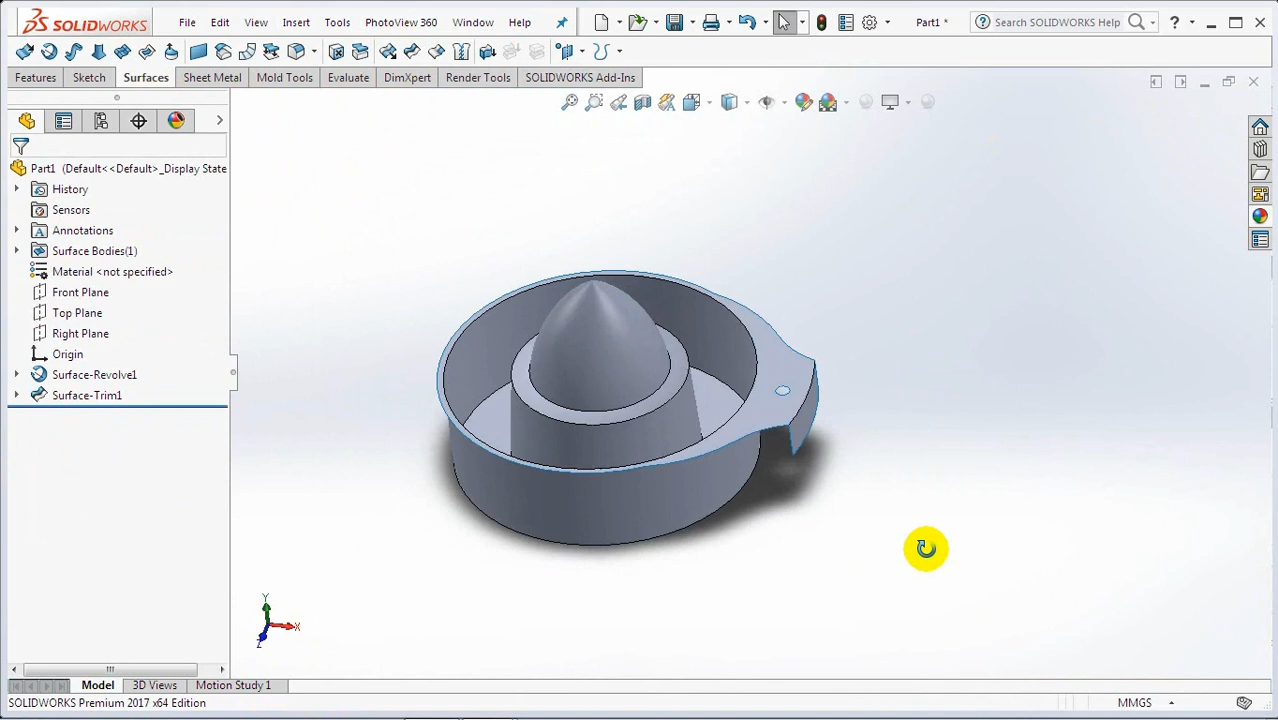 SOLIDWORKS File Edit View Insert Tools PhotoView 360 Window Help Part1 * Search SOLIDWORKS Help ?
Features Sketch Surfaces Sheet Metal Mold Tools Evaluate DimXpert Render Tools SOLIDWORKS Add-Ins
Part1 (Default<<Default>_Display State
History
Sensors
Annotations
Surface Bodies(1)
Material <not specified>
Front Plane
Top Plane
Right Plane
Origin
Surface-Revolve1
Surface-Trim1
Y
X
Z
Model 3D Views Motion Study 1
SOLIDWORKS Premium 2017 x64 Edition MMGS